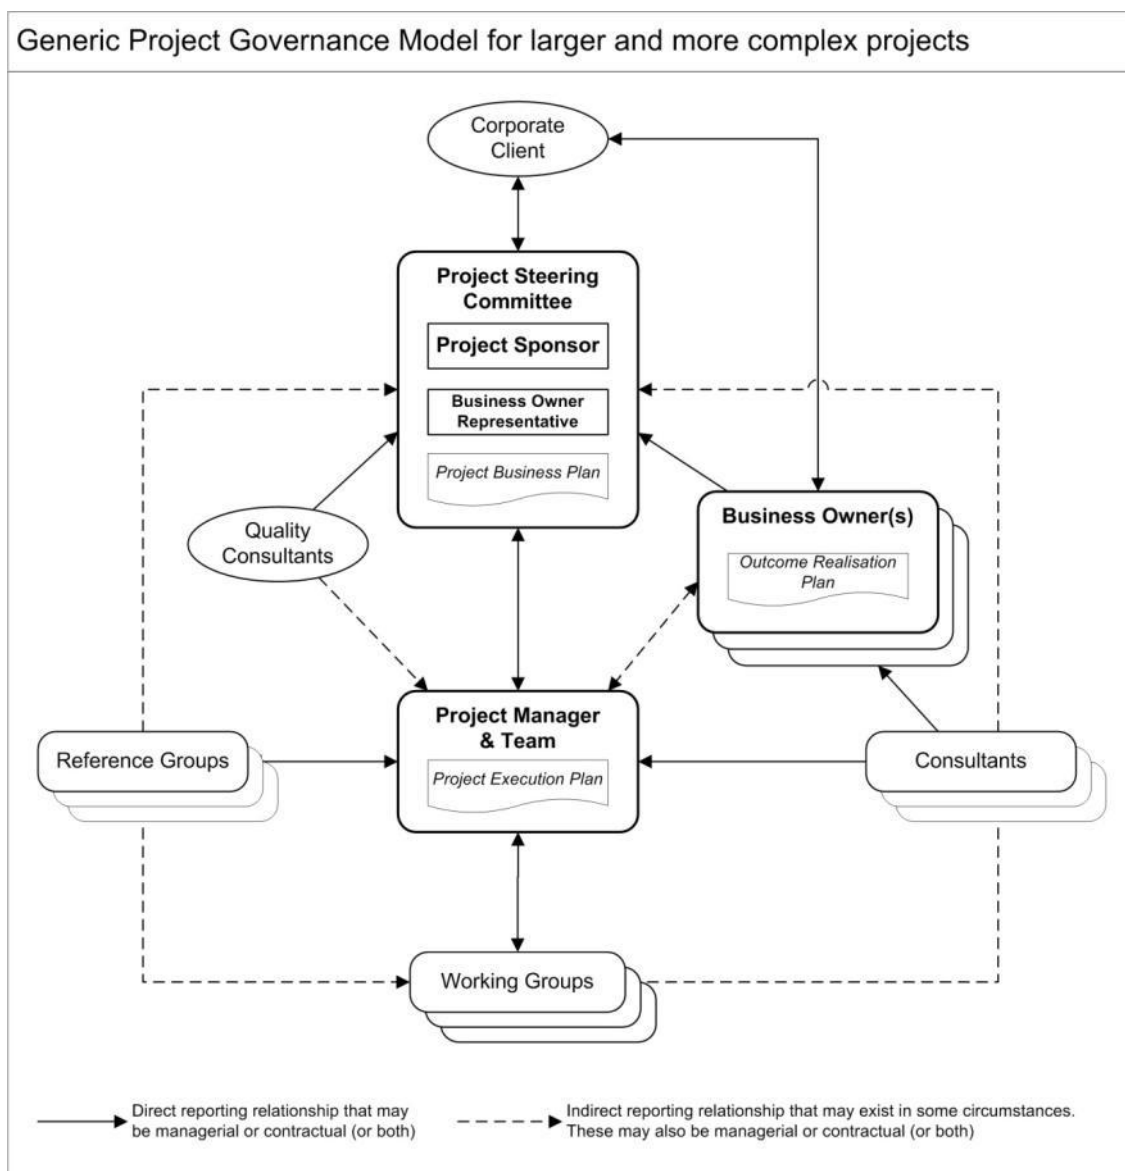 Generic Project Governance Model for larger and more complex projects
Corporate
Client
Project Steering
Committee
Project Sponsor
Business Owner
Representative
Project Business Plan
Quality
Consultants
Business Owner(s)
Outcome Realisation
Plan
Project Manager
& Team
Project Execution Plan
Reference Groups
Consultants
Working Groups
Direct reporting relationship that may
be managerial or contractual (or both)
Indirect reporting relationship that may exist in some circumstances.
These may also be managerial or contractual (or both)